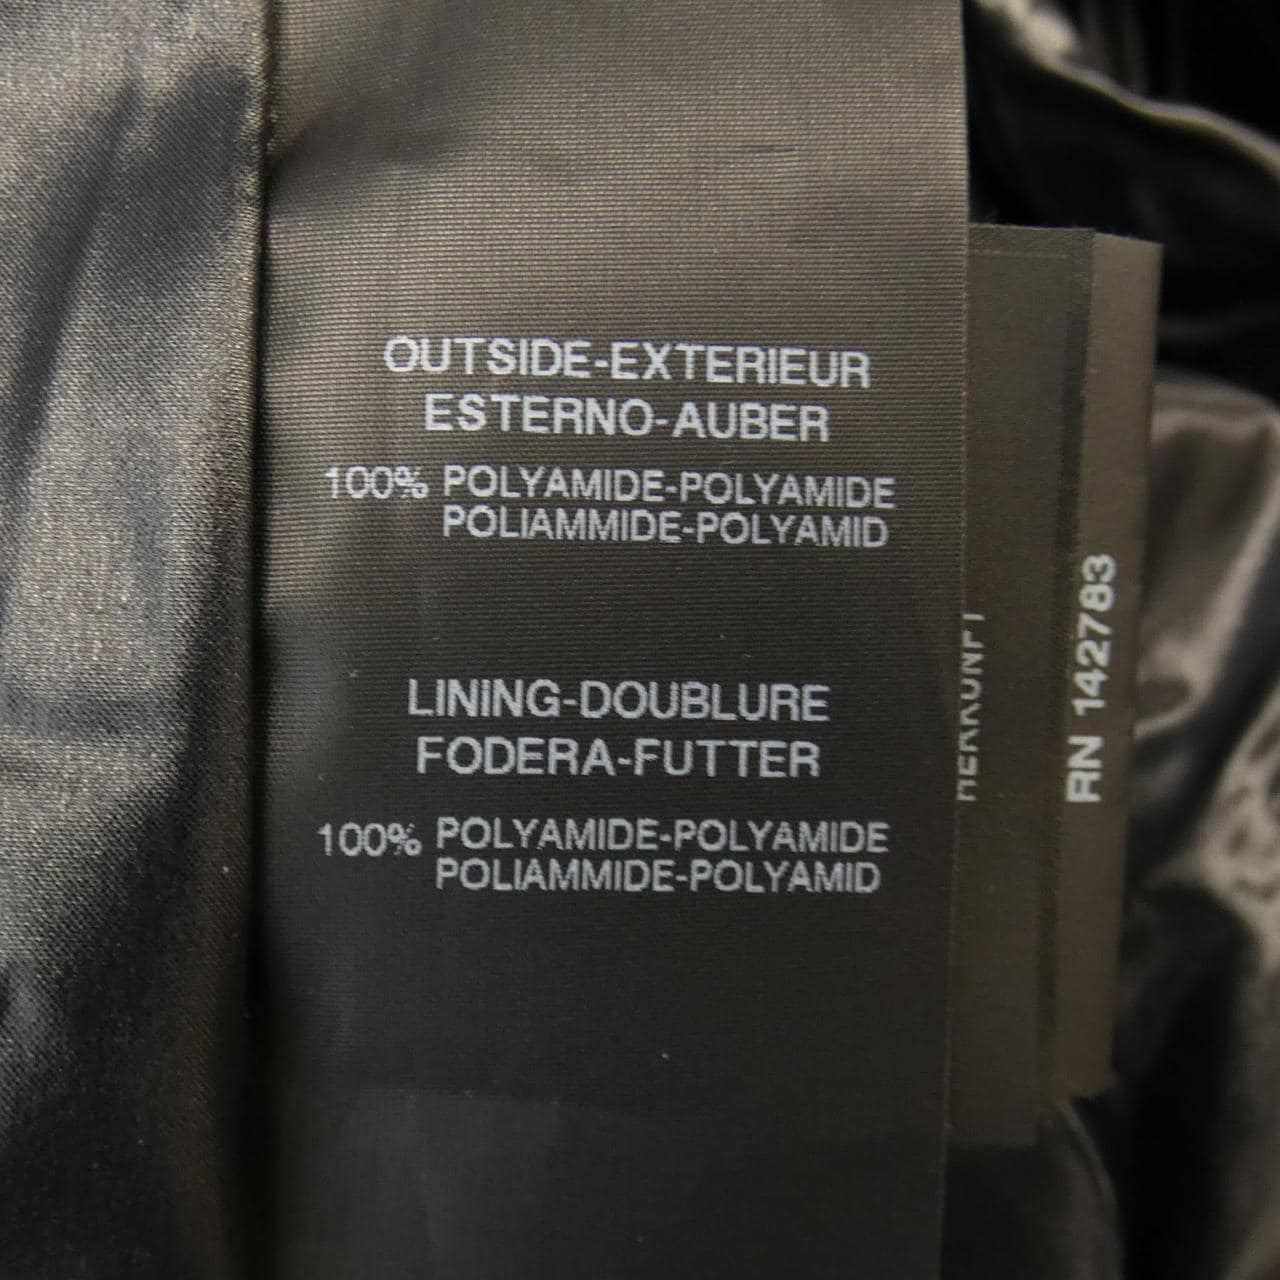 OUTSIDE-EXTERIEUR
ESTERNO-AUBER
100% POLYAMIDE-POLYAMIDE
POLIAMMIDE-POLYAMID
LINING-DOUBLURE
FODERA-FUTTER
100% POLYAMIDE-POLYAMIDE
POLIAMMIDE-POLYAMID
RN 142783